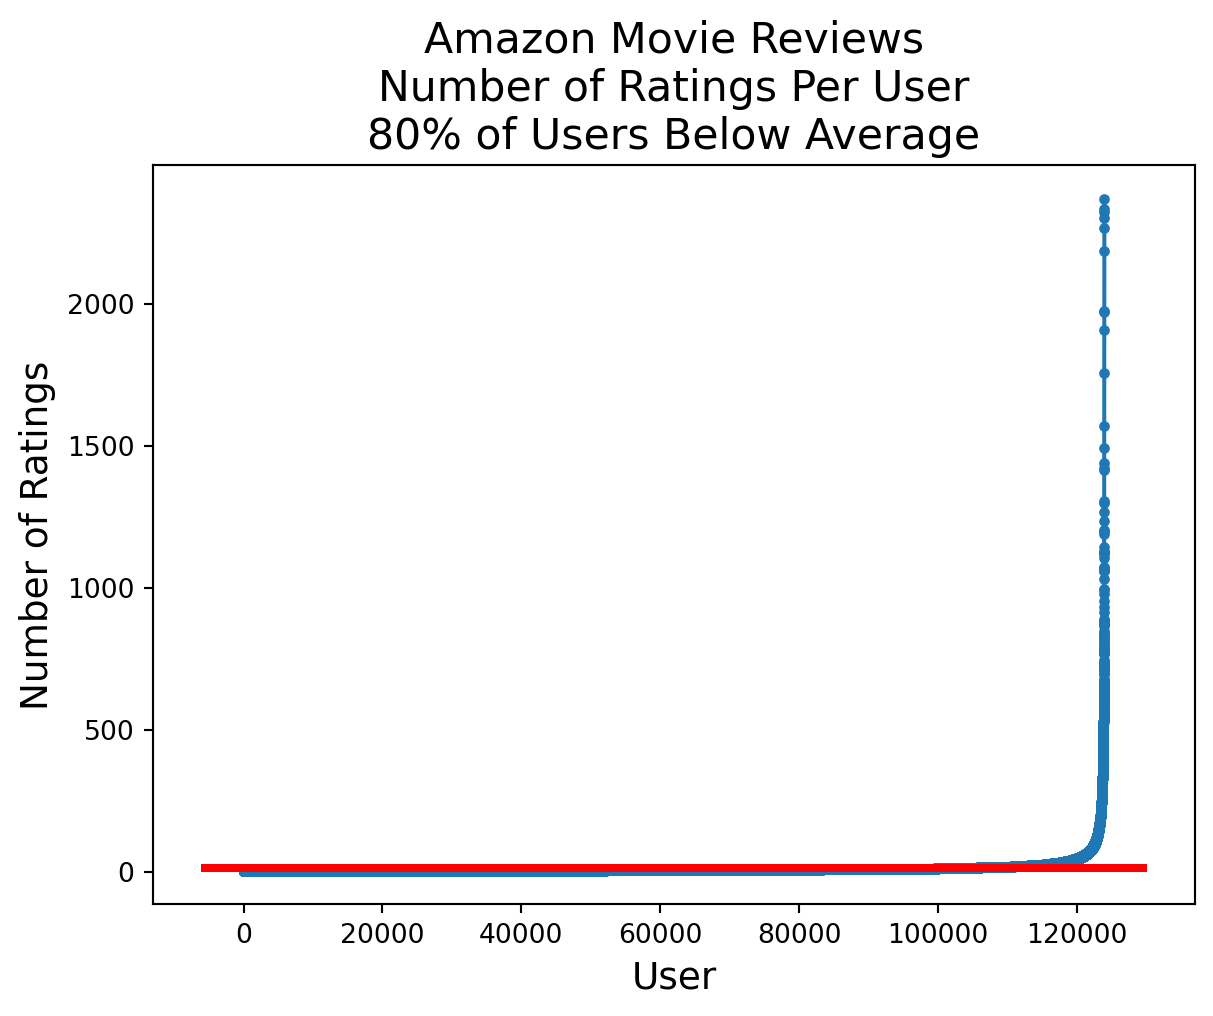 Amazon Movie Reviews
Number of Ratings Per User
80% of Users Below Average
Number of Ratings
2000
1500
1000
500
0
0 20000 40000 60000 80000 100000 120000
User